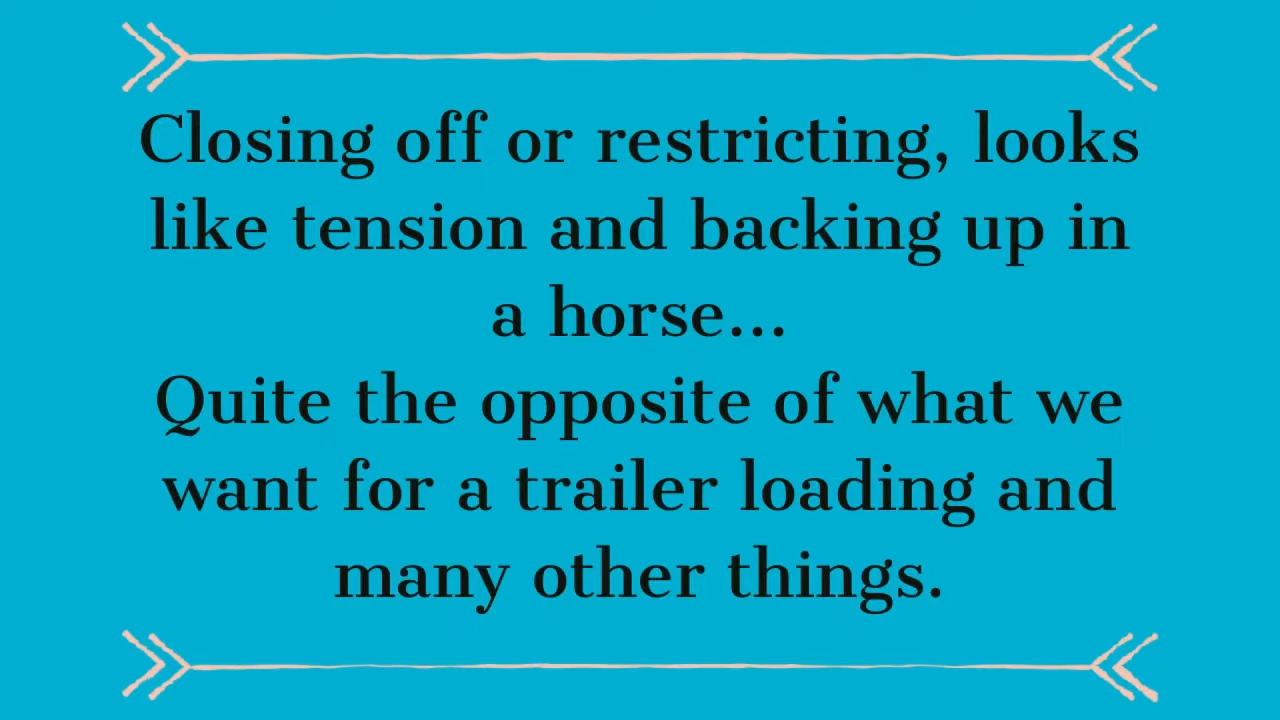 Closing off or restricting, looks
like tension and backing up in
a horse...
Quite the opposite of what we
want for a trailer loading and
many other things.